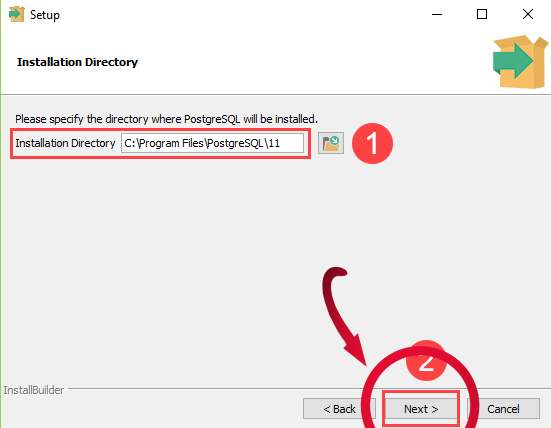 Setup
Installation Directory
Please specify the directory where PostgreSQL will be installed.
Installation Directory C:\Program Files\PostgreSQL\11
1
2
InstallBuilder
< Back Next > Cancel